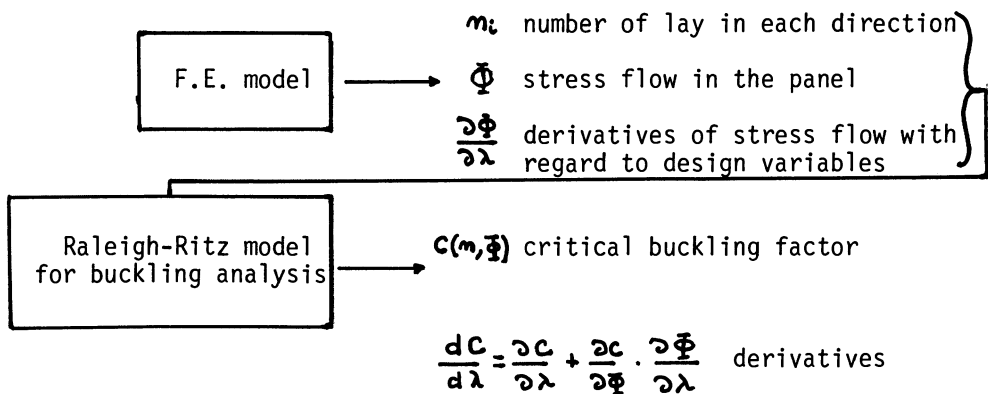 nᵢ number of lay in each direction
F.E. model
Φ stress flow in the panel
∂Φ/∂λ derivatives of stress flow with
regard to design variables
Raleigh-Ritz model
for buckling analysis
C(n,Φ) critical buckling factor
dC/dλ = ∂C/∂λ + ∂C/∂Φ · ∂Φ/∂λ derivatives